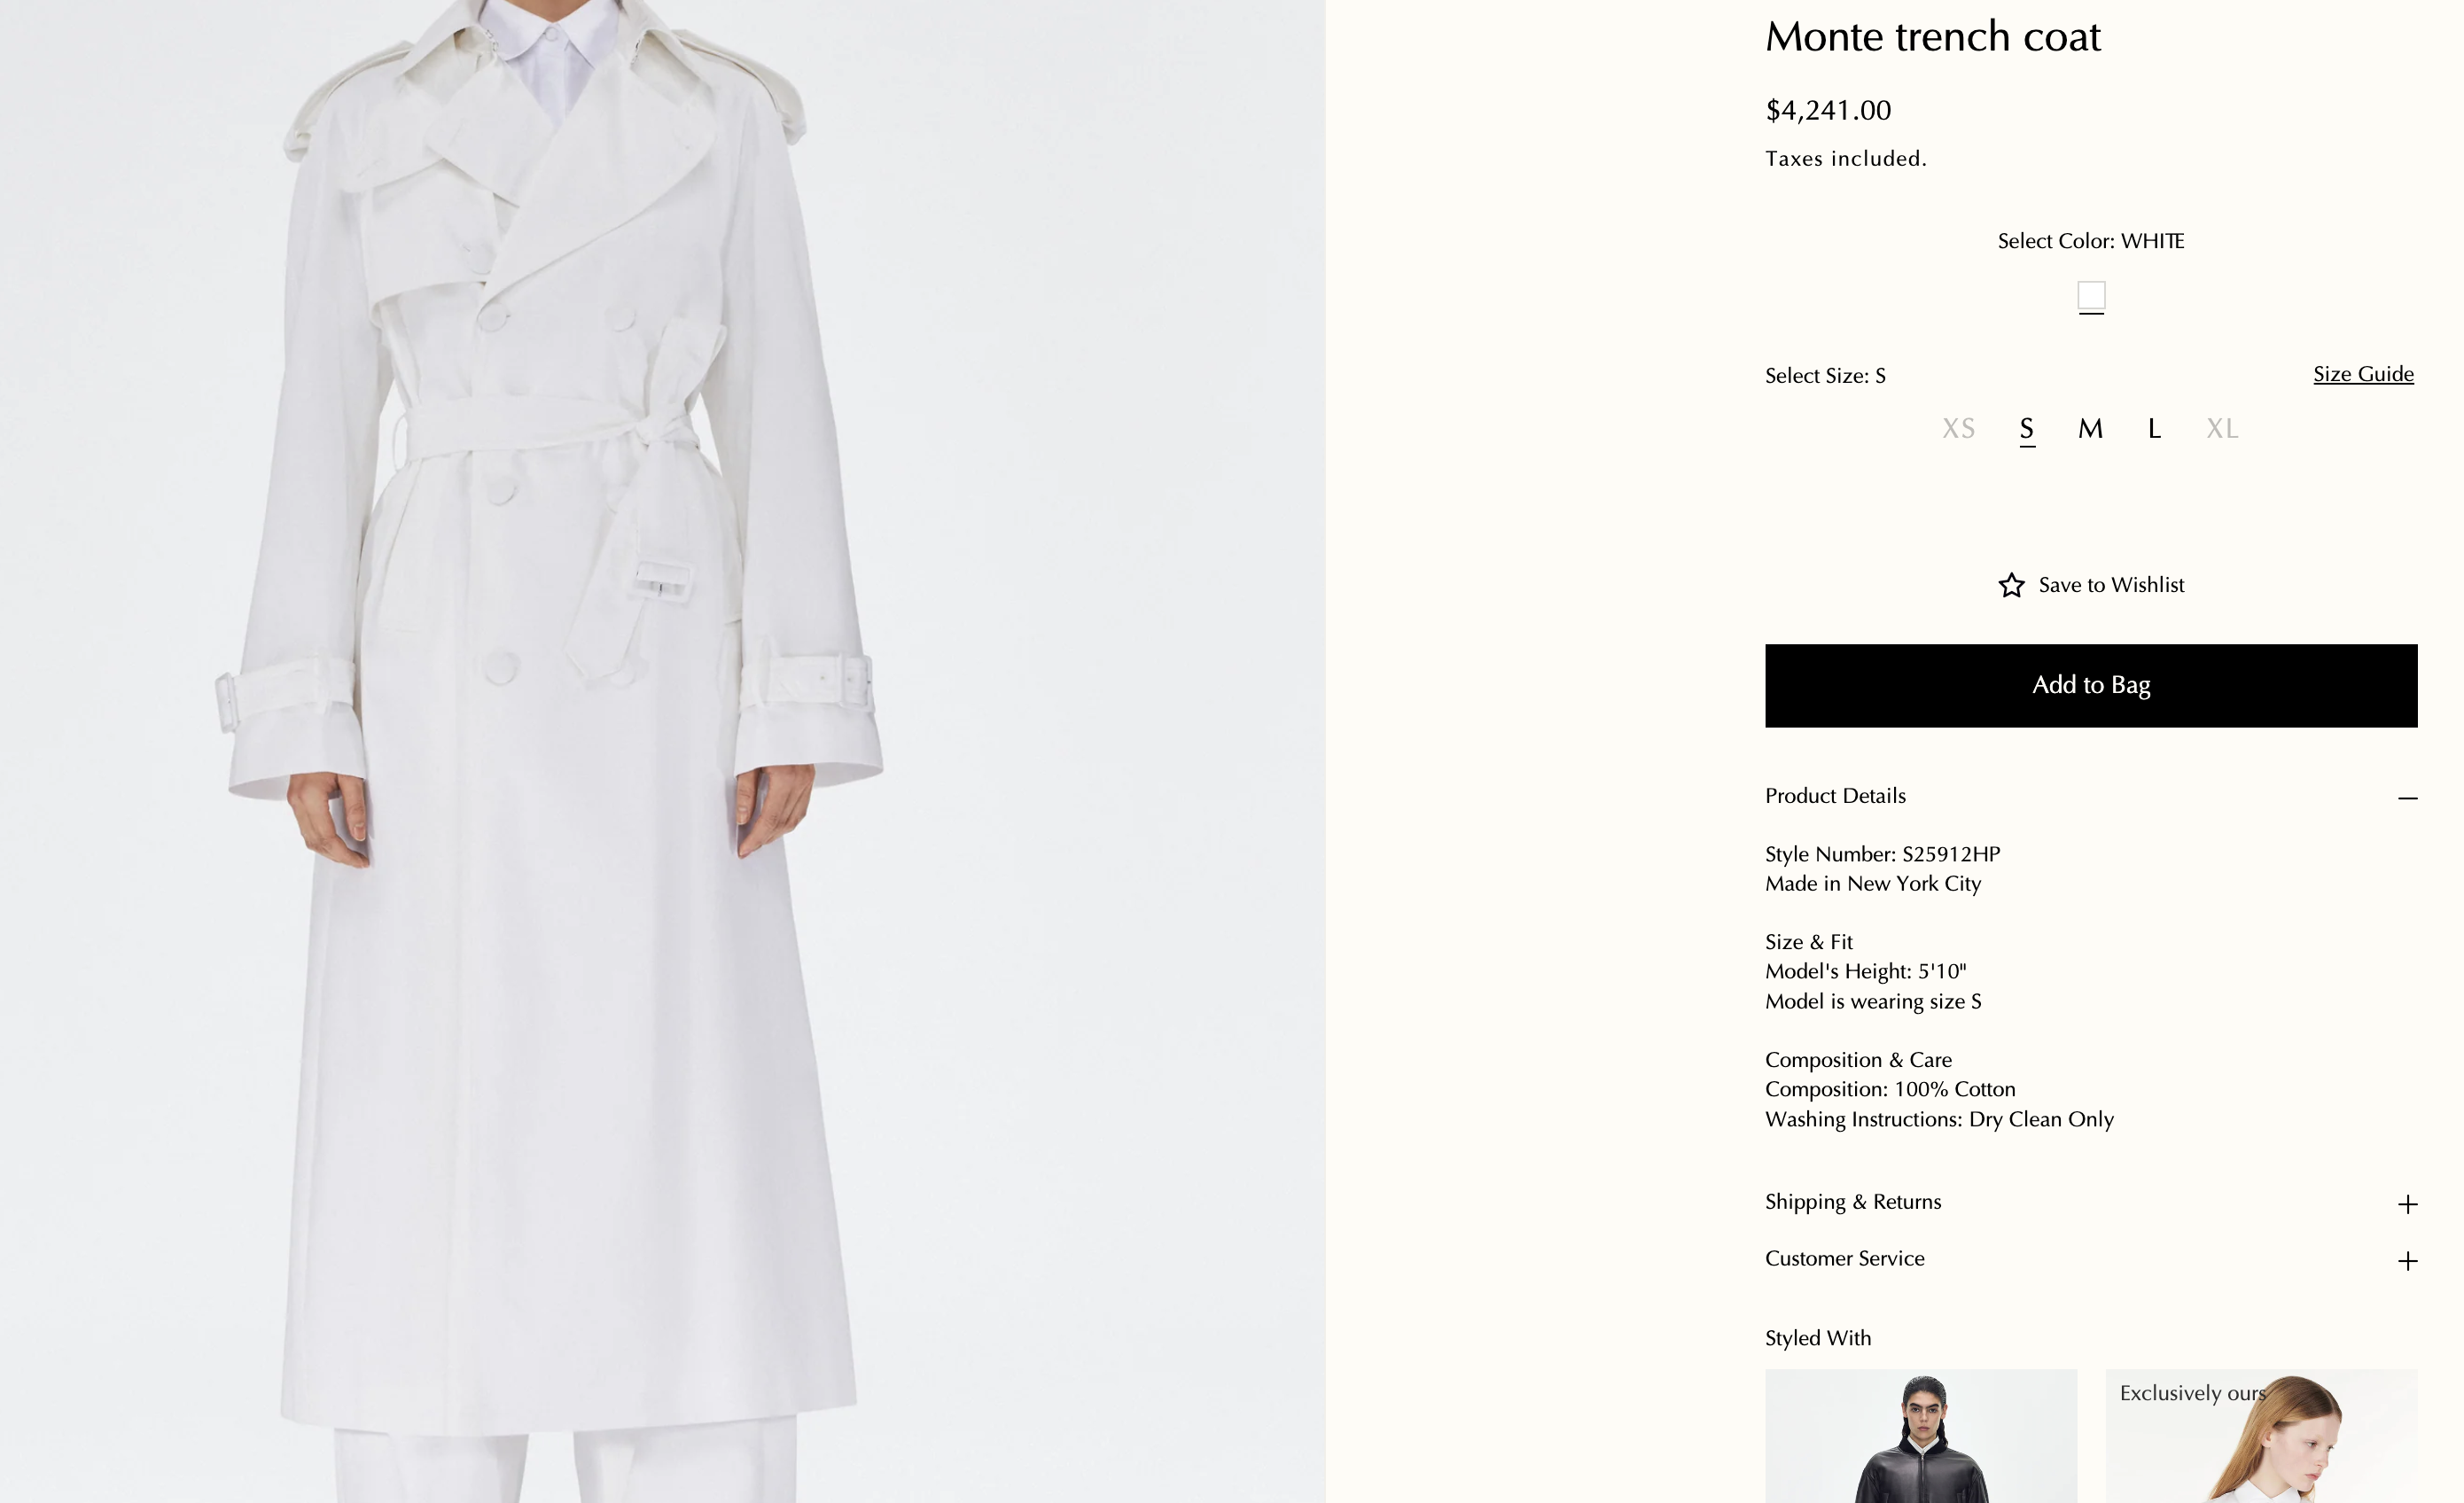 Monte trench coat
$4,241.00
Taxes included.
Select Color: WHITE
Select Size: S
Size Guide
XS S M L XL
Save to Wishlist
Add to Bag
Product Details
Style Number: S25912HP
Made in New York City
Size & Fit
Model's Height: 5'10"
Model is wearing size S
Composition & Care
Composition: 100% Cotton
Washing Instructions: Dry Clean Only
Shipping & Returns
Customer Service
Styled With
Exclusively ours